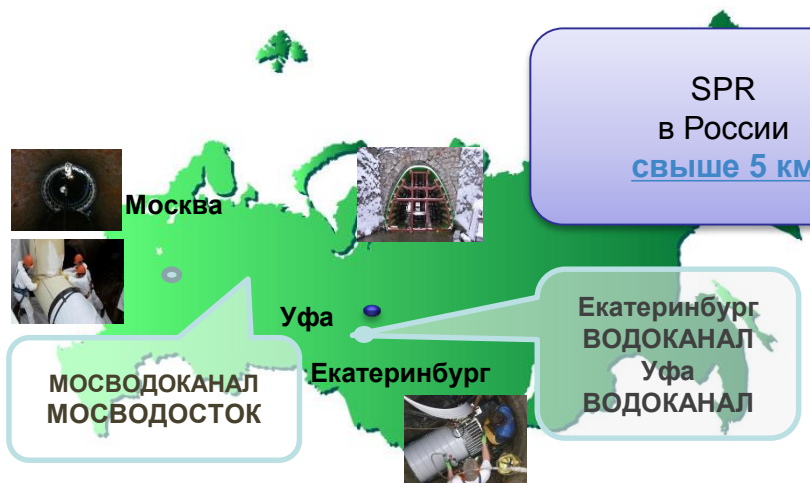 SPR
в России
свыше 5 км
Москва
Уфа
Екатеринбург
МОСВОДОКАНАЛ
МОСВОДОСТОК
Екатеринбург
ВОДОКАНАЛ
Уфа
ВОДОКАНАЛ